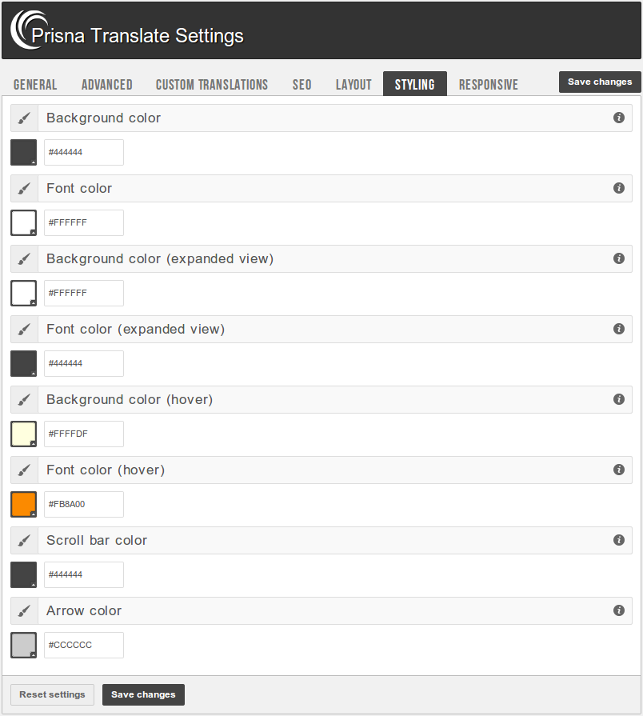 Prisna Translate Settings
GENERAL ADVANCED CUSTOM TRANSLATIONS SEO LAYOUT STYLING RESPONSIVE Save changes
Background color
#444444
Font color
#FFFFFF
Background color (expanded view)
#FFFFFF
Font color (expanded view)
#444444
Background color (hover)
#FFFFDF
Font color (hover)
#FB8A00
Scroll bar color
#444444
Arrow color
#CCCCCC
Reset settings Save changes